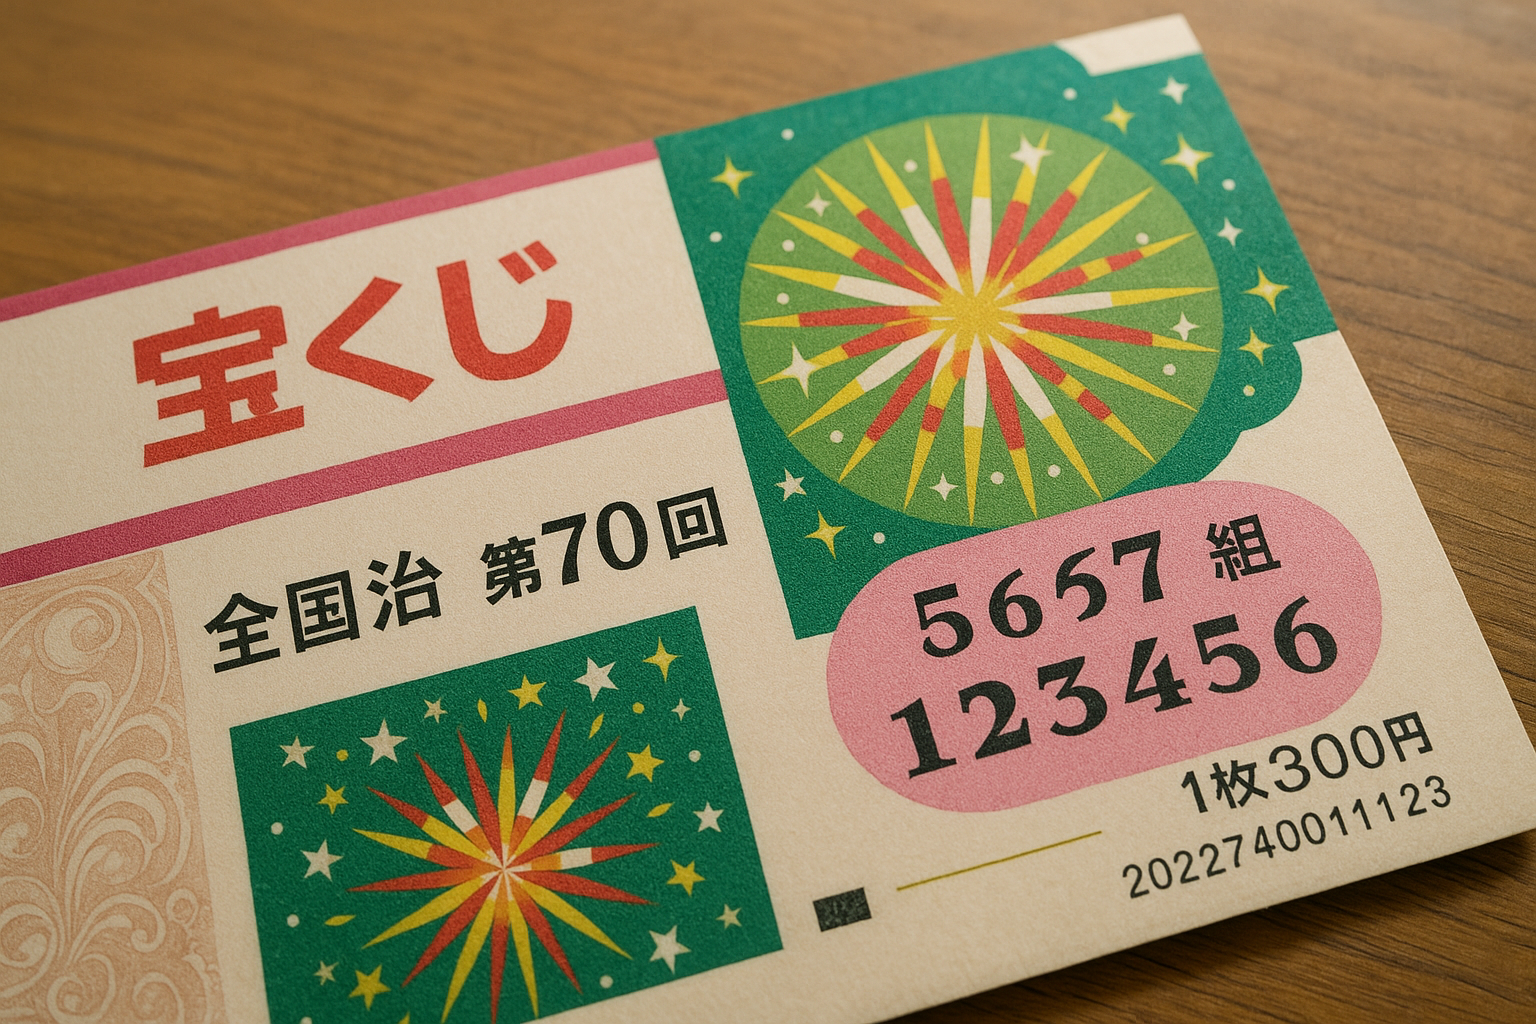 宝くじ
全国治 第70回
5657 組
123456
1枚300円
2022740011123